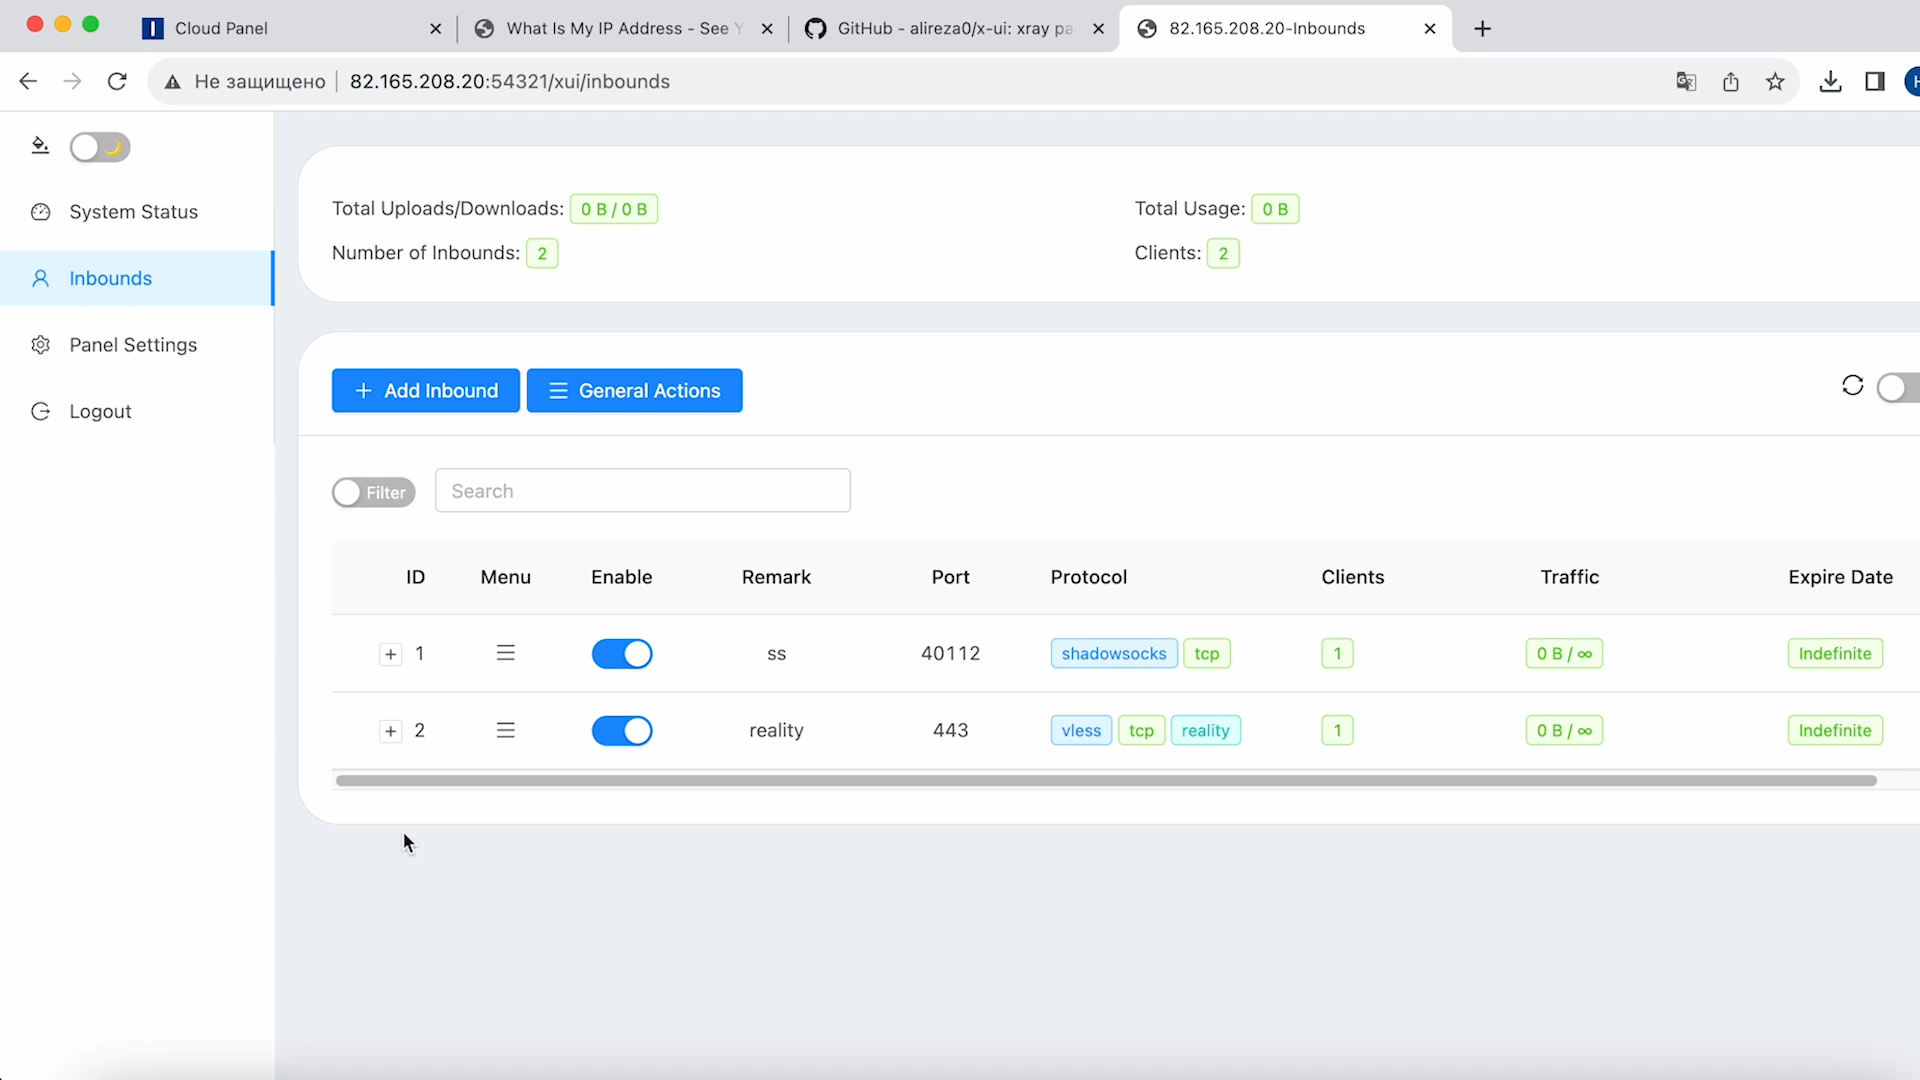 Cloud Panel
What Is My IP Address - See Y
GitHub - alireza0/x-ui: xray pa
82.165.208.20-Inbounds
Не защищено
82.165.208.20:54321/xui/inbounds
System Status
Inbounds
Panel Settings
Logout
Total Uploads/Downloads: 0 B / 0 B
Total Usage: 0 B
Number of Inbounds: 2
Clients: 2
+ Add Inbound
General Actions
Filter
Search
ID Menu Enable Remark Port Protocol Clients Traffic Expire Date
+ 1 ss 40112 shadowsocks tcp 1 0 B / ∞ Indefinite
+ 2 reality 443 vless tcp reality 1 0 B / ∞ Indefinite